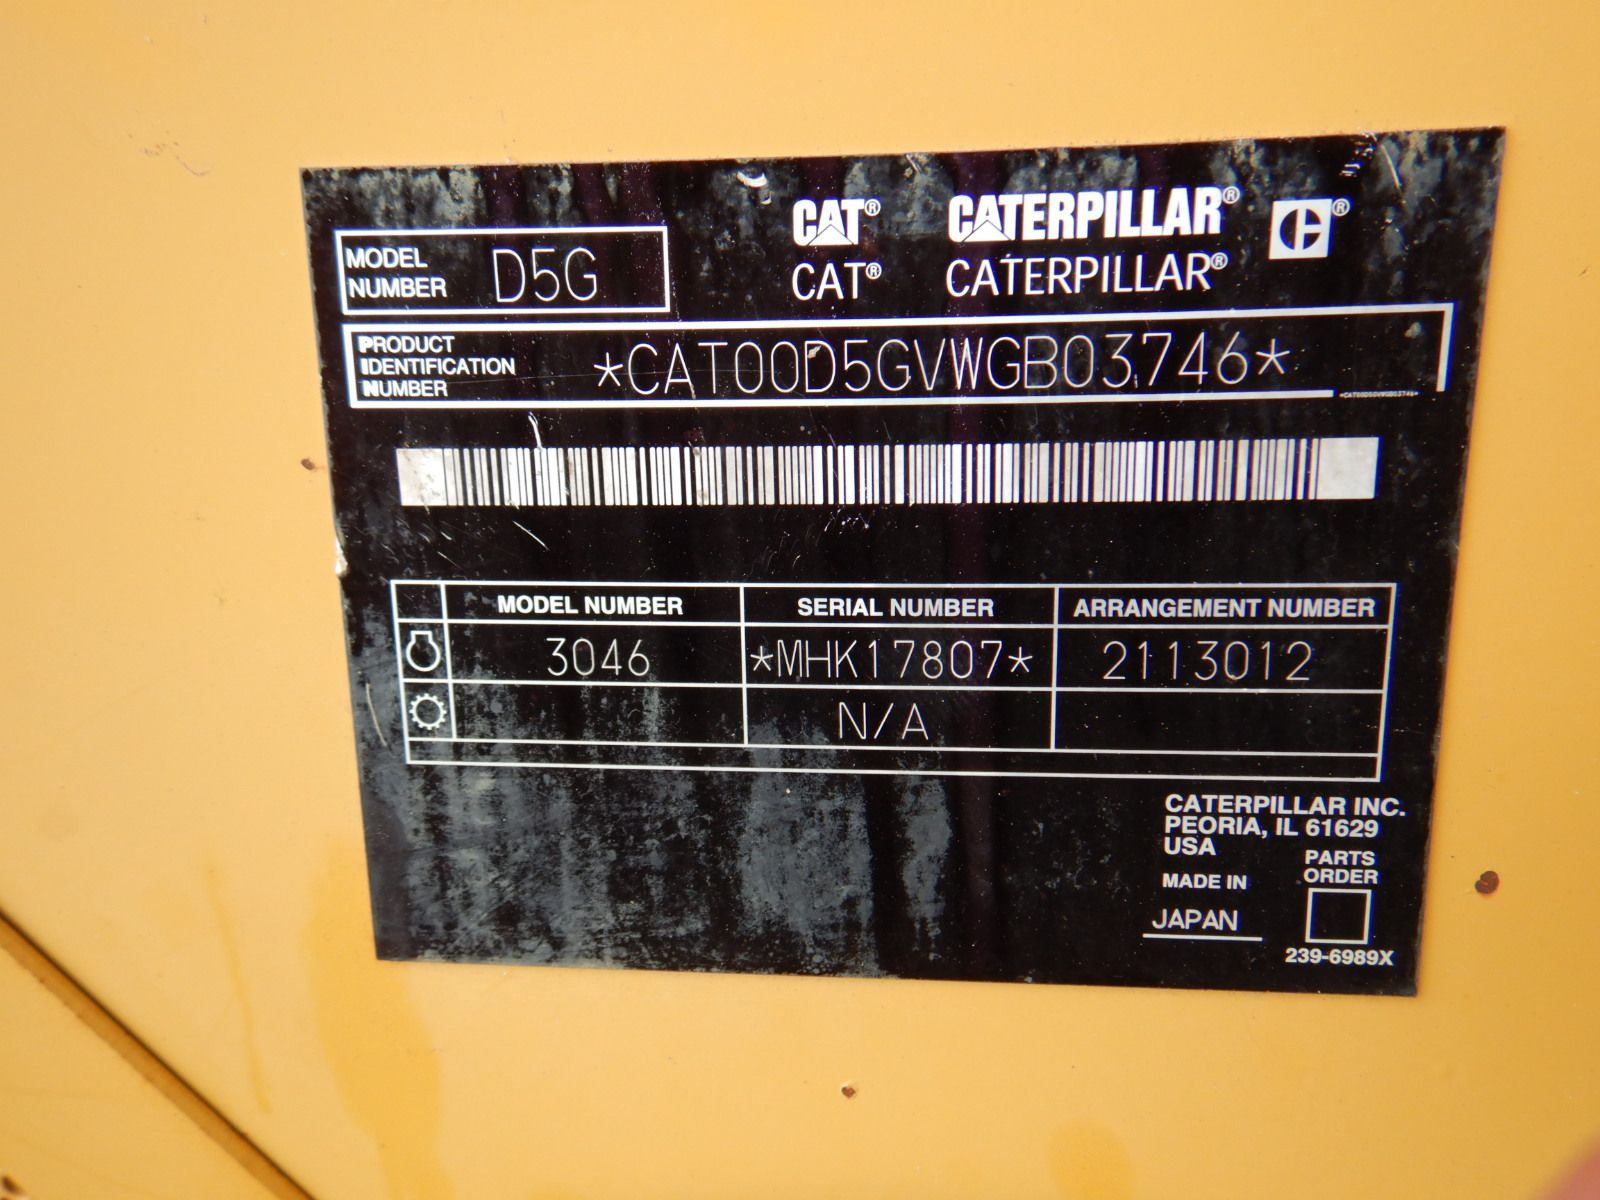 CAT® CATERPILLAR® ®
CAT® CATERPILLAR®
MODEL
NUMBER D5G
PRODUCT
IDENTIFICATION
NUMBER
*CAT00D5GVWGB03746*
*CAT00D5GVWGB03746*
MODEL NUMBER SERIAL NUMBER ARRANGEMENT NUMBER
3046 *MHK17807* 2113012
N/A
CATERPILLAR INC.
PEORIA, IL 61629
USA
MADE IN
JAPAN
PARTS
ORDER
239-6989X